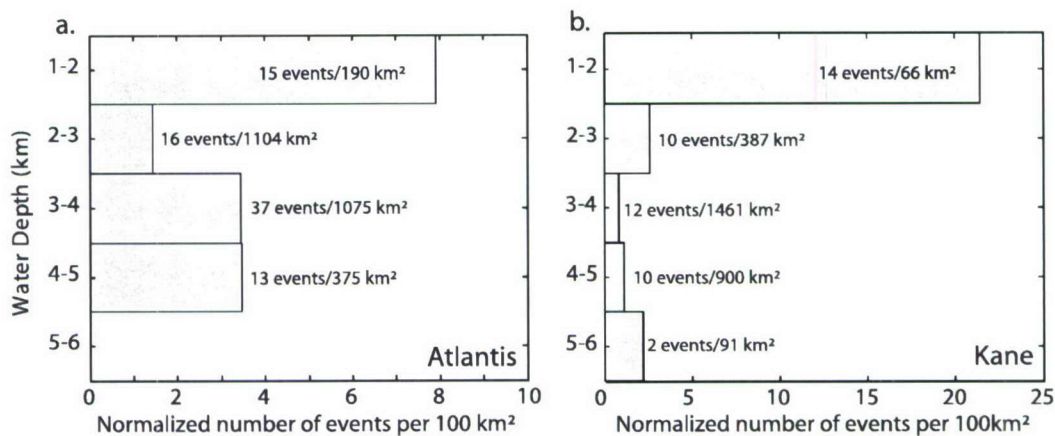 a.
Water Depth (km)
1-2
15 events/190 km²
2-3
16 events/1104 km²
3-4
37 events/1075 km²
4-5
13 events/375 km²
5-6
Atlantis
0 2 4 6 8 10
Normalized number of events per 100 km²
b.
1-2
14 events/66 km²
2-3
10 events/387 km²
3-4
12 events/1461 km²
4-5
10 events/900 km²
5-6
2 events/91 km²
Kane
0 5 10 15 20 25
Normalized number of events per 100km²